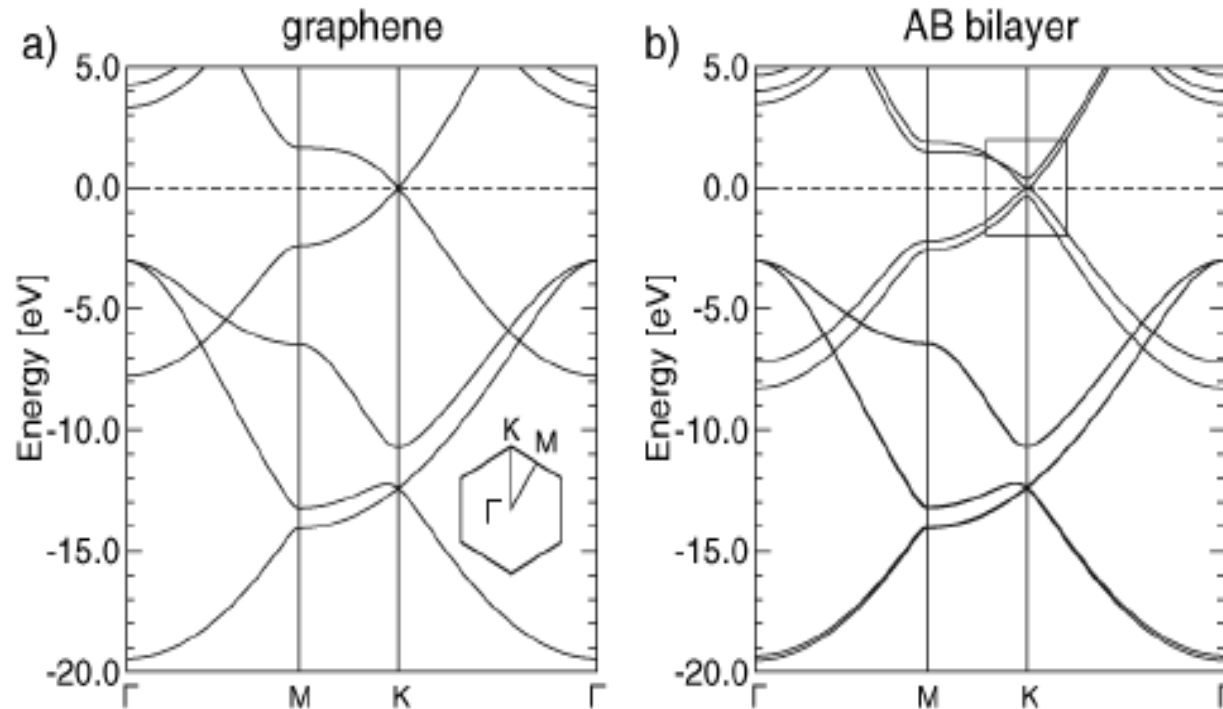 a) graphene
5.0
0.0
-5.0
-10.0
-15.0
-20.0
Energy [eV]
Γ M K Γ
K
M
Γ
b) AB bilayer
5.0
0.0
-5.0
-10.0
-15.0
-20.0
Energy [eV]
Γ M K Γ